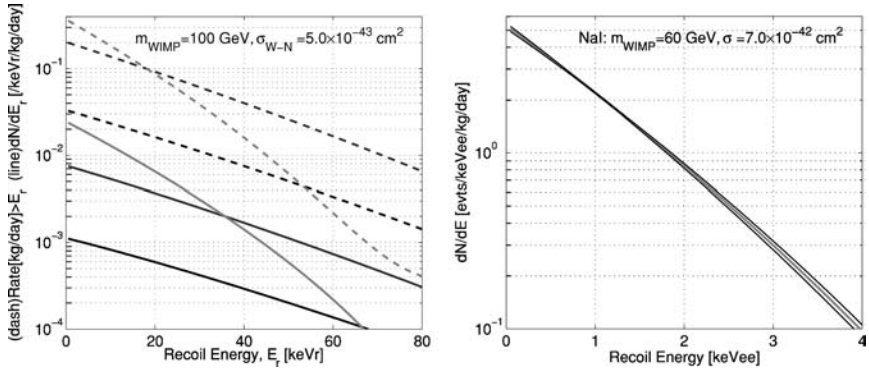 m_WIMP=100 GeV, σ_W−N =5.0×10^−43 cm^2
(dash)Rate[kg/day]>E_r (line)dN/dE_r [/keVr/kg/day]
10^−1
10^−2
10^−3
10^−4
0 20 40 60 80
Recoil Energy, E_r [keVr]
NaI: m_WIMP=60 GeV, σ =7.0×10^−42 cm^2
dN/dE [evts/keVee/kg/day]
10^0
10^−1
0 1 2 3 4
Recoil Energy [keVee]